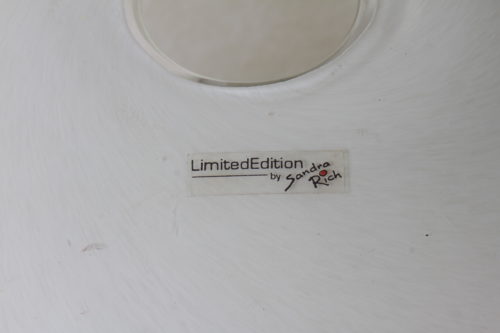 LimitedEdition
by Sandra
Rich